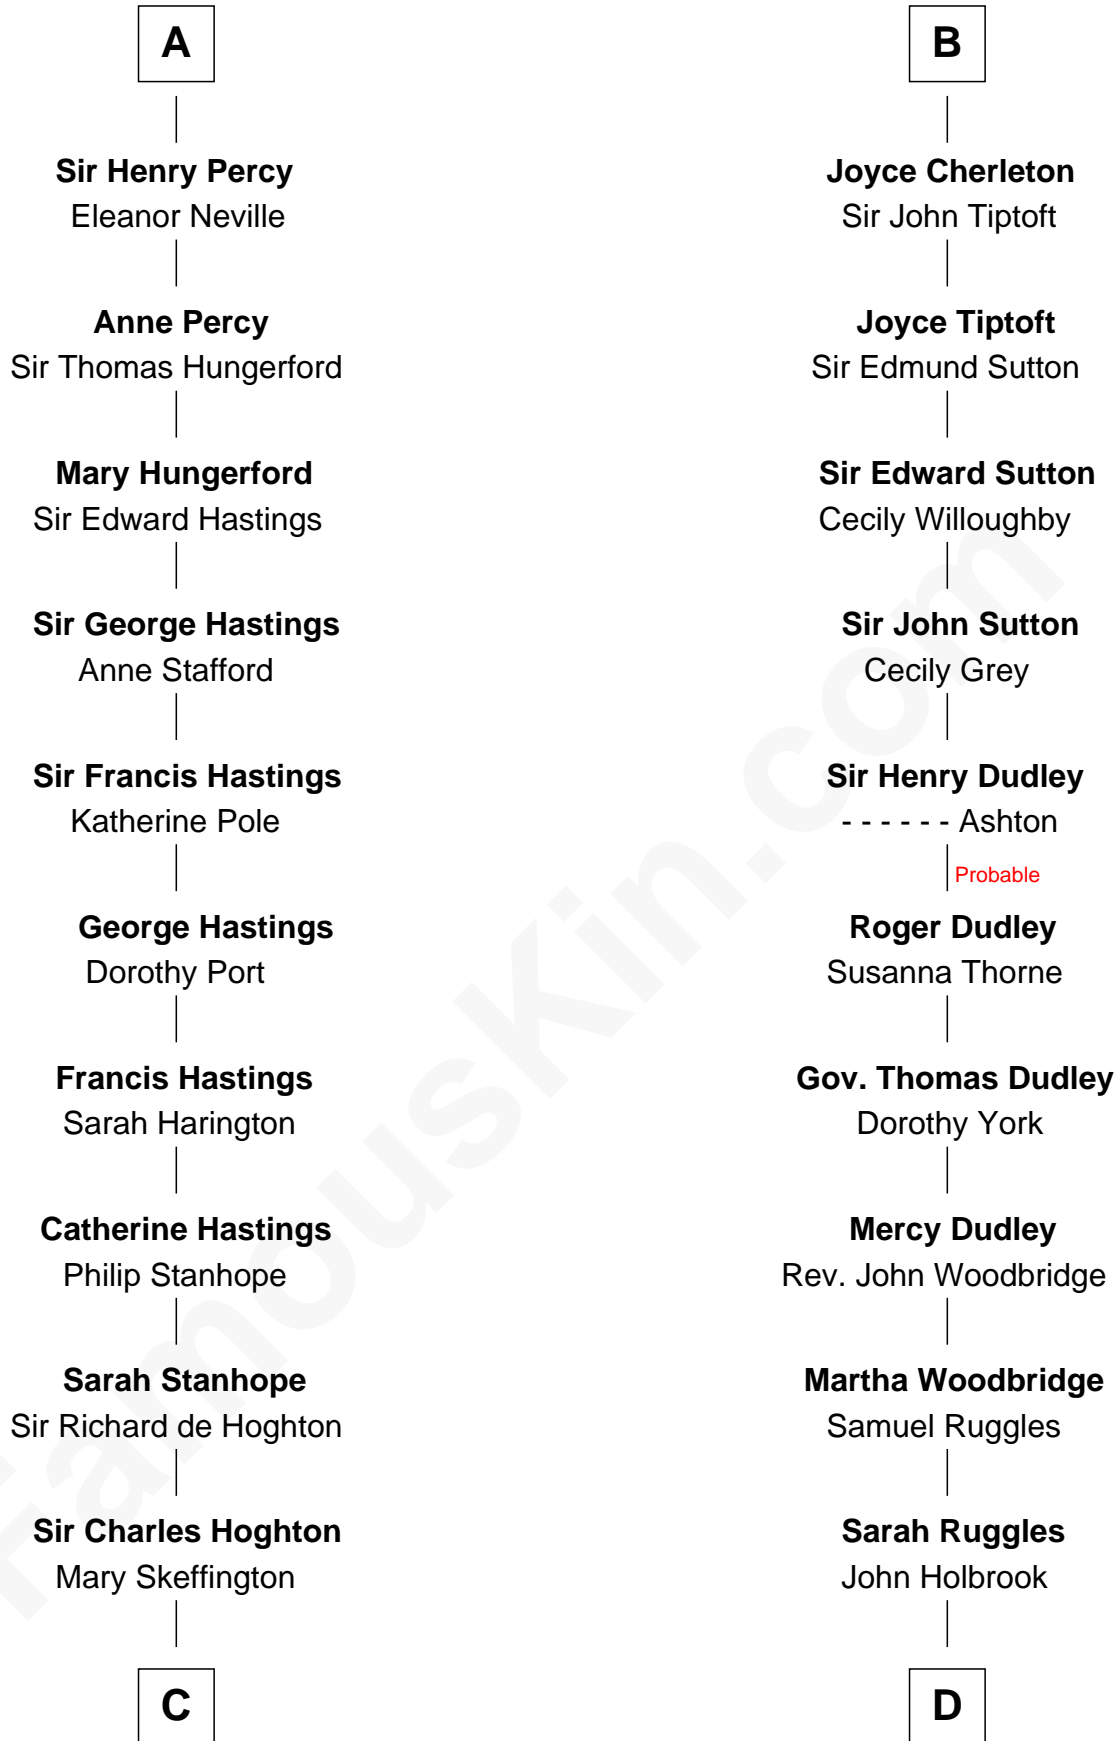 A
Sir Henry Percy
Eleanor Neville
Anne Percy
Sir Thomas Hungerford
Mary Hungerford
Sir Edward Hastings
Sir George Hastings
Anne Stafford
Sir Francis Hastings
Katherine Pole
George Hastings
Dorothy Port
Francis Hastings
Sarah Harington
Catherine Hastings
Philip Stanhope
Sarah Stanhope
Sir Richard de Hoghton
Sir Charles Hoghton
Mary Skeffington
C
B
Joyce Cherleton
Sir John Tiptoft
Joyce Tiptoft
Sir Edmund Sutton
Sir Edward Sutton
Cecily Willoughby
Sir John Sutton
Cecily Grey
Sir Henry Dudley
- - - - - - Ashton
Probable
Roger Dudley
Susanna Thorne
Gov. Thomas Dudley
Dorothy York
Mercy Dudley
Rev. John Woodbridge
Martha Woodbridge
Samuel Ruggles
Sarah Ruggles
John Holbrook
D
FamousKin.com